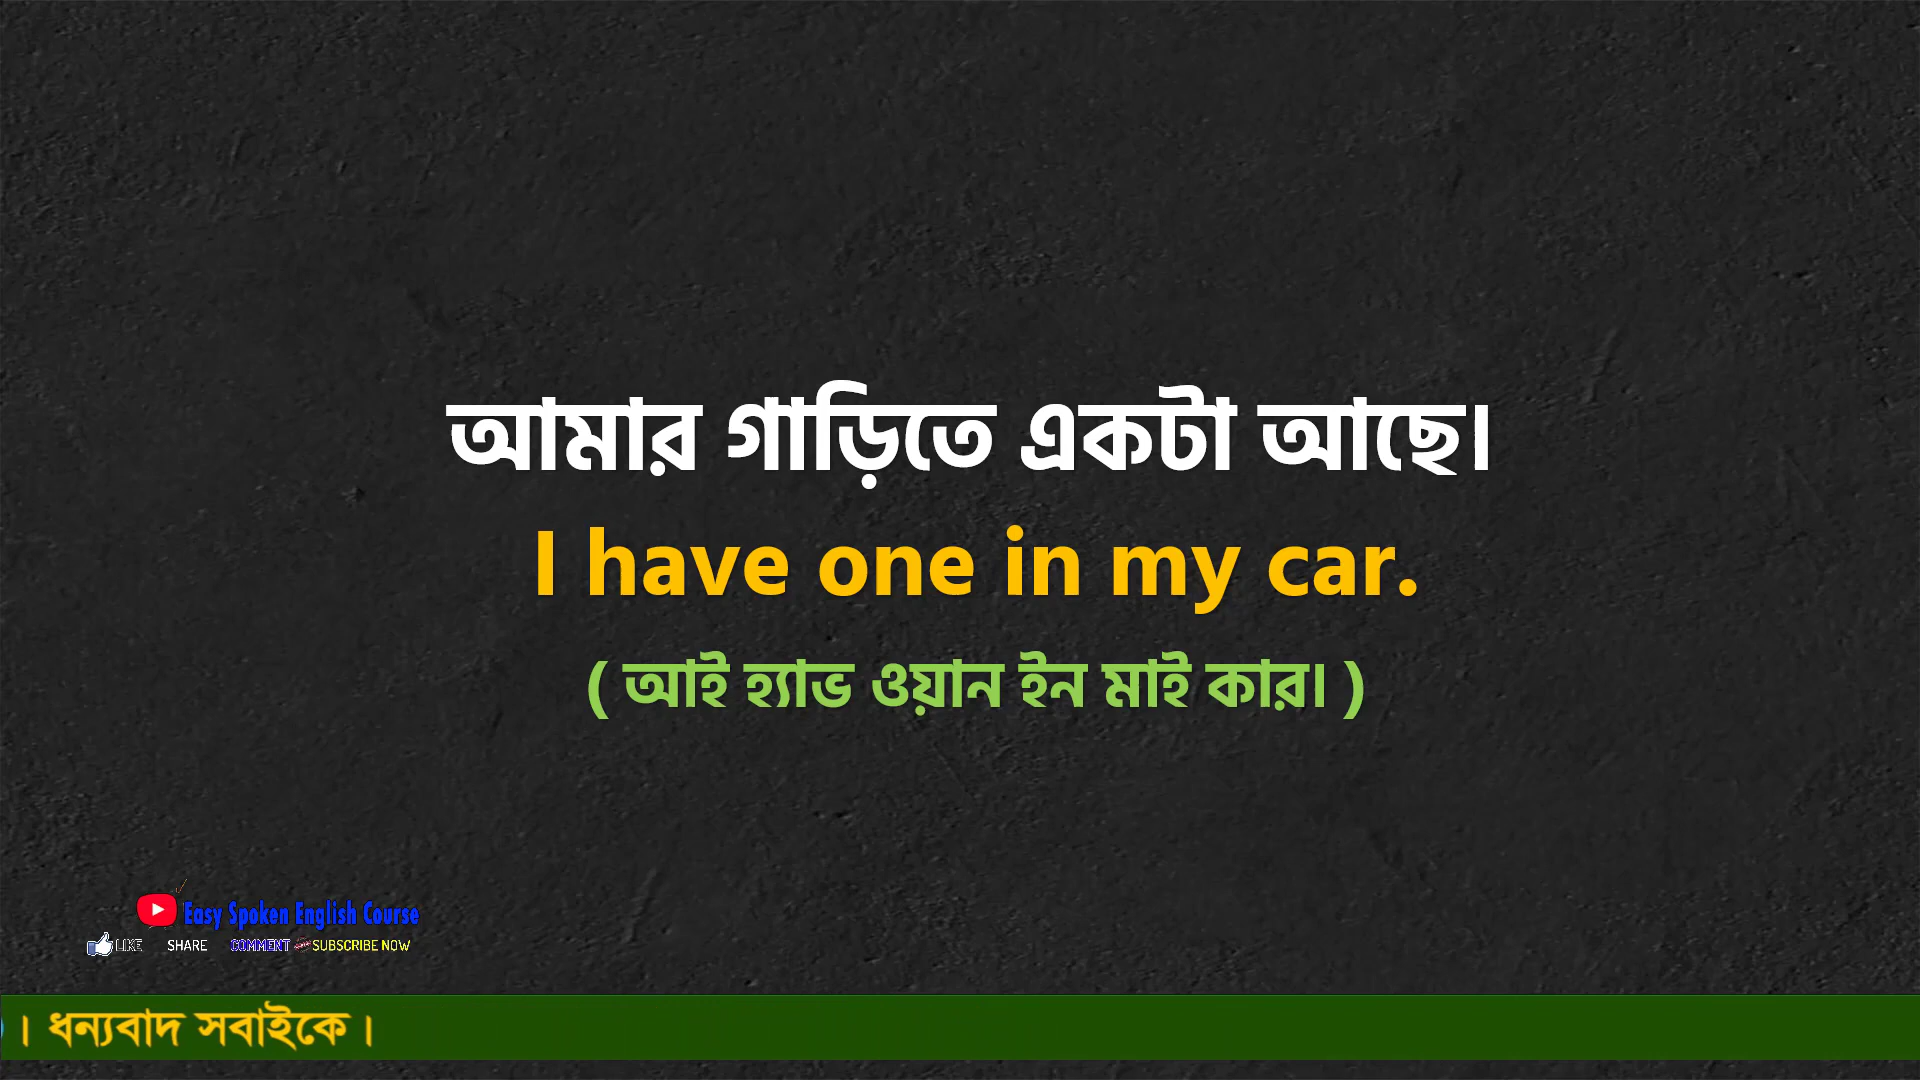 আমার গাড়িতে একটা আছে।
I have one in my car.
( আই হ্যাভ ওয়ান ইন মাই কার। )
Easy Spoken English Course
LIKE SHARE COMMENT SUBSCRIBE NOW
। ধন্যবাদ সবাইকে ।